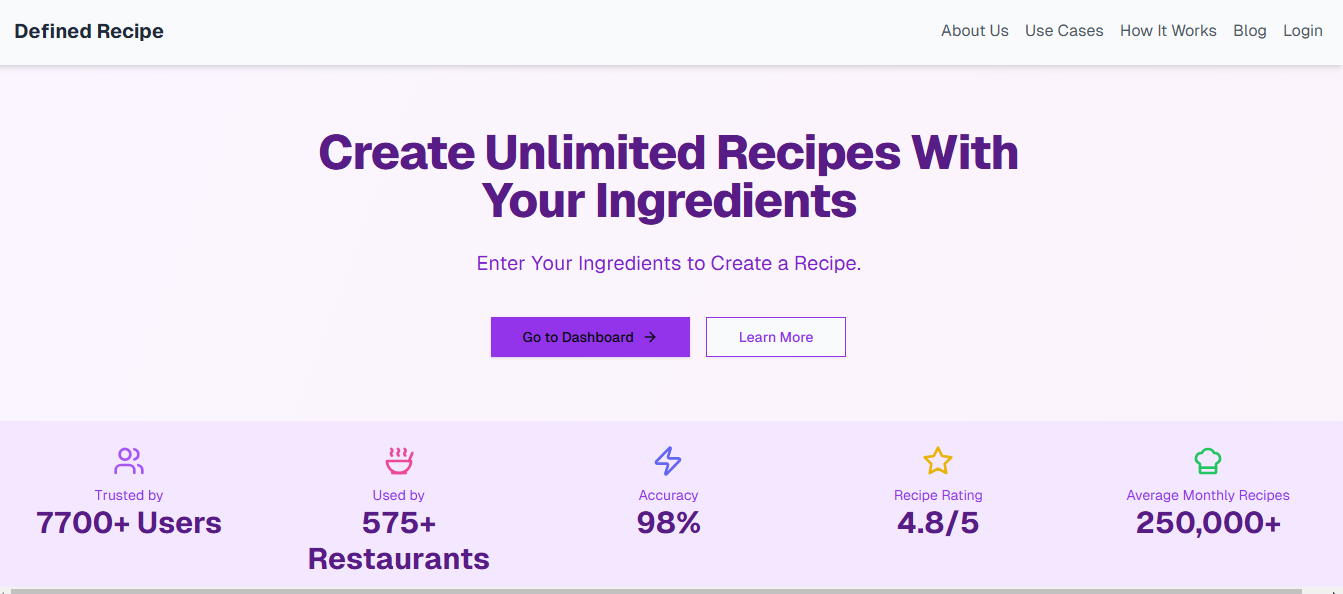 Defined Recipe
About Us Use Cases How It Works Blog Login
Create Unlimited Recipes With
Your Ingredients
Enter Your Ingredients to Create a Recipe.
Go to Dashboard →
Learn More
Trusted by
7700+ Users
Used by
575+
Restaurants
Accuracy
98%
Recipe Rating
4.8/5
Average Monthly Recipes
250,000+